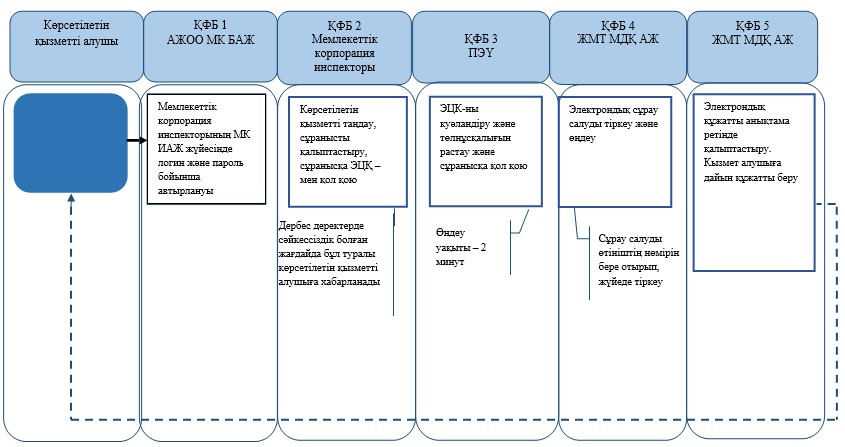 Көрсетілетін
қызметті алушы
ҚФБ 1
АЖОО МК БАЖ
ҚФБ 2
Мемлекеттік
корпорация
инспекторы
ҚФБ 3
ПЭҮ
ҚФБ 4
ЖМТ МДҚ АЖ
ҚФБ 5
ЖМТ МДҚ АЖ
Мемлекеттік
корпорация
инспекторының МК
ИАЖ жүйесінде
логин және пароль
бойынша
автырлануы
Көрсетілетін
қызметті таңдау,
сұранысты
қалыптастыру,
сұранысқа ЭЦҚ –
мен қол қою
Дербес деректерде
сәйкессіздік болған
жағдайда бұл туралы
көрсетілетін қызметті
алушыға хабарланады
ЭЦК-ны
куәландіру және
төлнұсқалығын
растау және
сұранысқа қол қою
Өңдеу
уақыты – 2
минут
Электрондық сұрау
салуды тіркеу және
өңдеу
Сұрау салуды
өтініштің нөмірін
бере отырып,
жүйеде тіркеу
Электрондық
құжатты анықтама
ретінде
қалыптастыру.
Кызмет алушыға
дайын құжатты беру